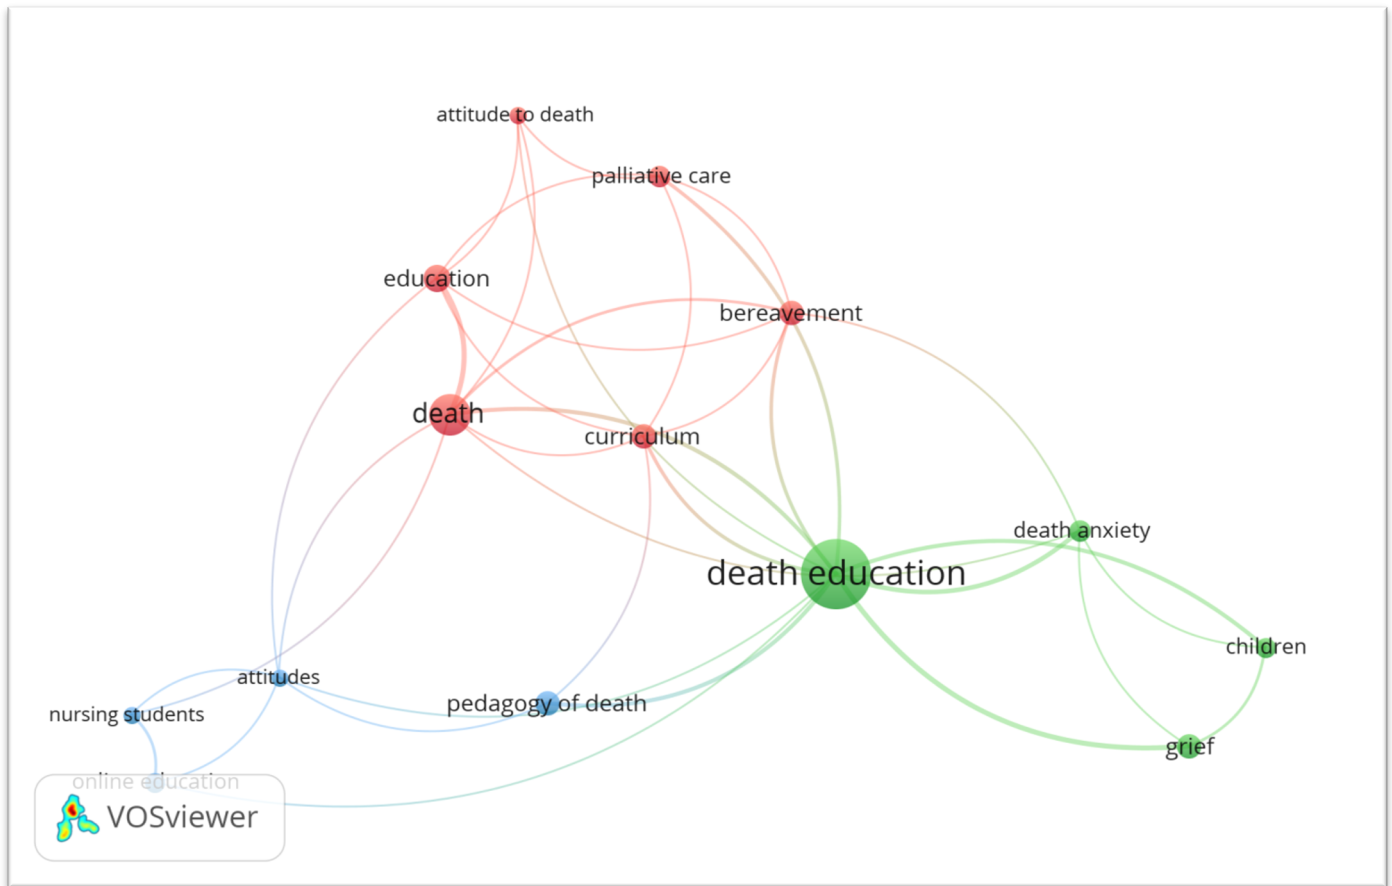 attitude to death
palliative care
education
bereavement
death
curriculum
death anxiety
death education
children
attitudes
pedagogy of death
nursing students
grief
online education
VOSviewer